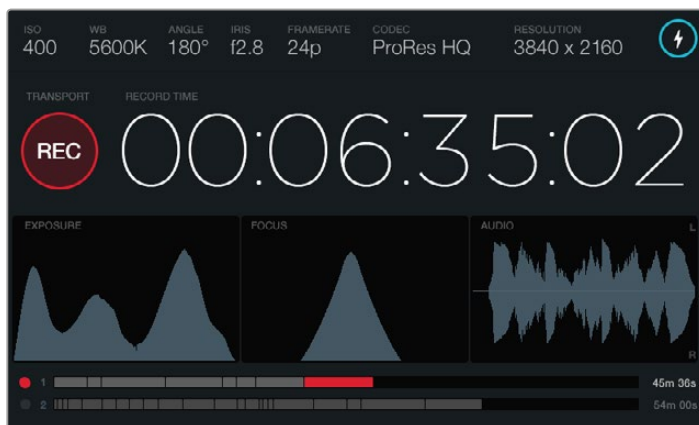 ISO WB ANGLE IRIS FRAMERATE CODEC RESOLUTION
400 5600K 180° f2.8 24p ProRes HQ 3840 x 2160
TRANSPORT RECORD TIME
REC 00:06:35:02
EXPOSURE FOCUS AUDIO L
R
1 45m 36s
2 54m 00s